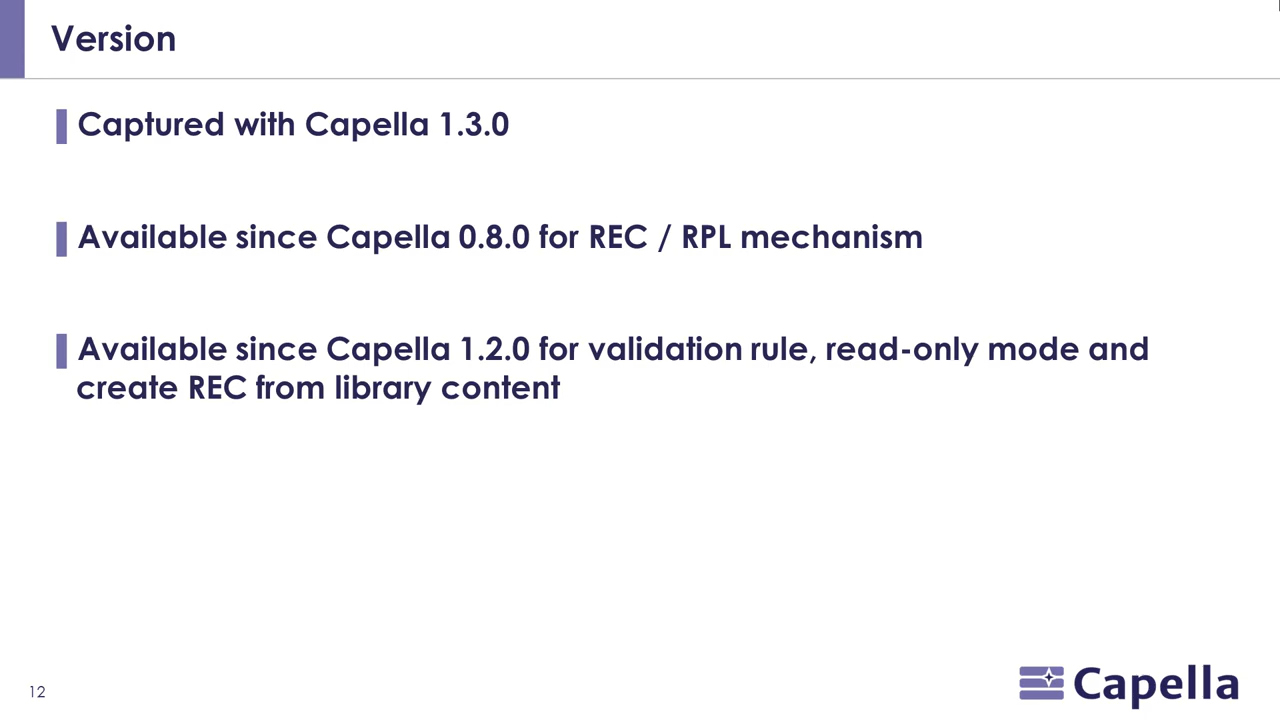 Version
Captured with Capella 1.3.0
Available since Capella 0.8.0 for REC / RPL mechanism
Available since Capella 1.2.0 for validation rule, read-only mode and
create REC from library content
12
Capella